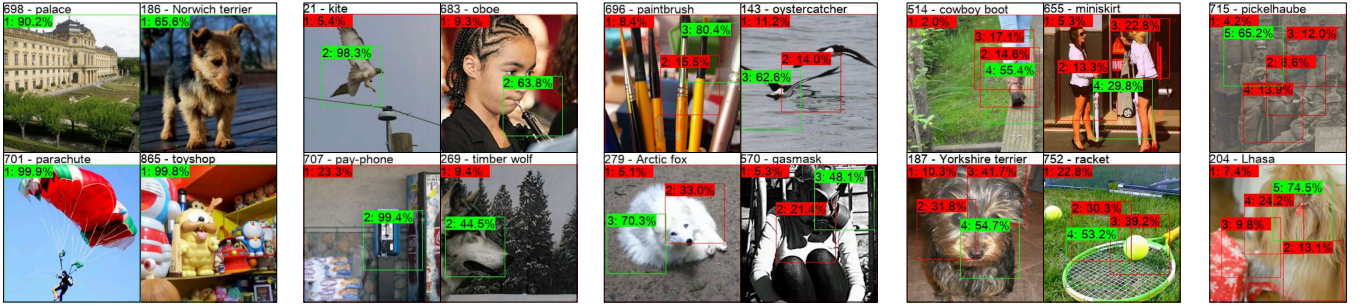 698 - palace
1: 90.2%
186 - Norwich terrier
1: 65.6%
701 - parachute
1: 99.9%
865 - toyshop
1: 99.8%
21 - kite
1: 5.4%
2: 98.3%
683 - oboe
1: 9.3%
2: 63.8%
707 - pay-phone
1: 23.3%
2: 99.4%
269 - timber wolf
1: 9.4%
2: 44.5%
696 - paintbrush
1: 8.4%
3: 80.4%
2: 15.5%
143 - oystercatcher
1: 11.2%
2: 14.0%
3: 62.6%
279 - Arctic fox
1: 5.1%
2: 33.0%
3: 70.3%
570 - gasmask
1: 5.3%
3: 48.1%
2: 21.4%
514 - cowboy boot
1: 2.0%
3: 17.1%
2: 14.6%
4: 55.4%
655 - miniskirt
1: 5.3%
3: 22.8%
2: 13.3%
4: 29.8%
187 - Yorkshire terrier
1: 10.3%
3: 41.7%
2: 31.8%
4: 54.7%
752 - racket
1: 22.8%
2: 30.3%
3: 39.2%
4: 53.2%
715 - pickelhaube
1: 4.2%
5: 65.2%
3: 12.0%
2: 8.6%
4: 13.9%
204 - Lhasa
1: 7.4%
5: 74.5%
4: 24.2%
3: 9.8%
2: 13.1%